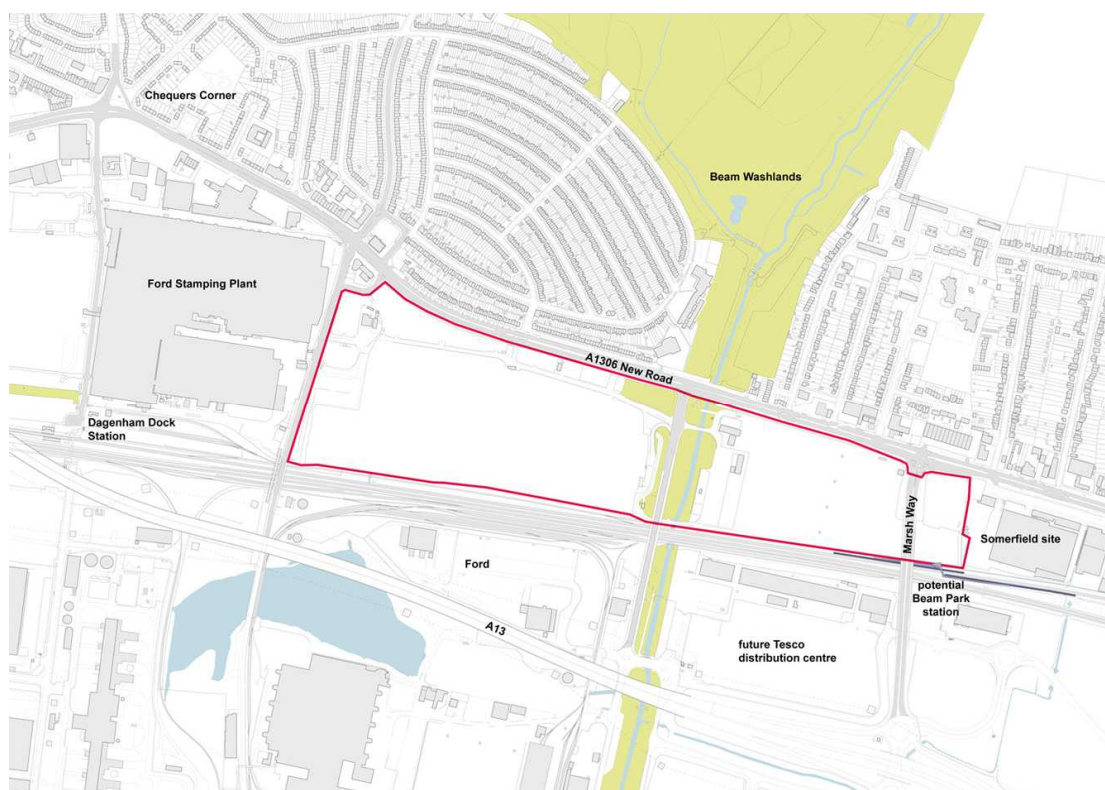 Chequers Corner
Beam Washlands
Ford Stamping Plant
A1306 New Road
Dagenham Dock
Station
Marsh Way
Somerfield site
Ford
potential
Beam Park
station
A13
future Tesco
distribution centre